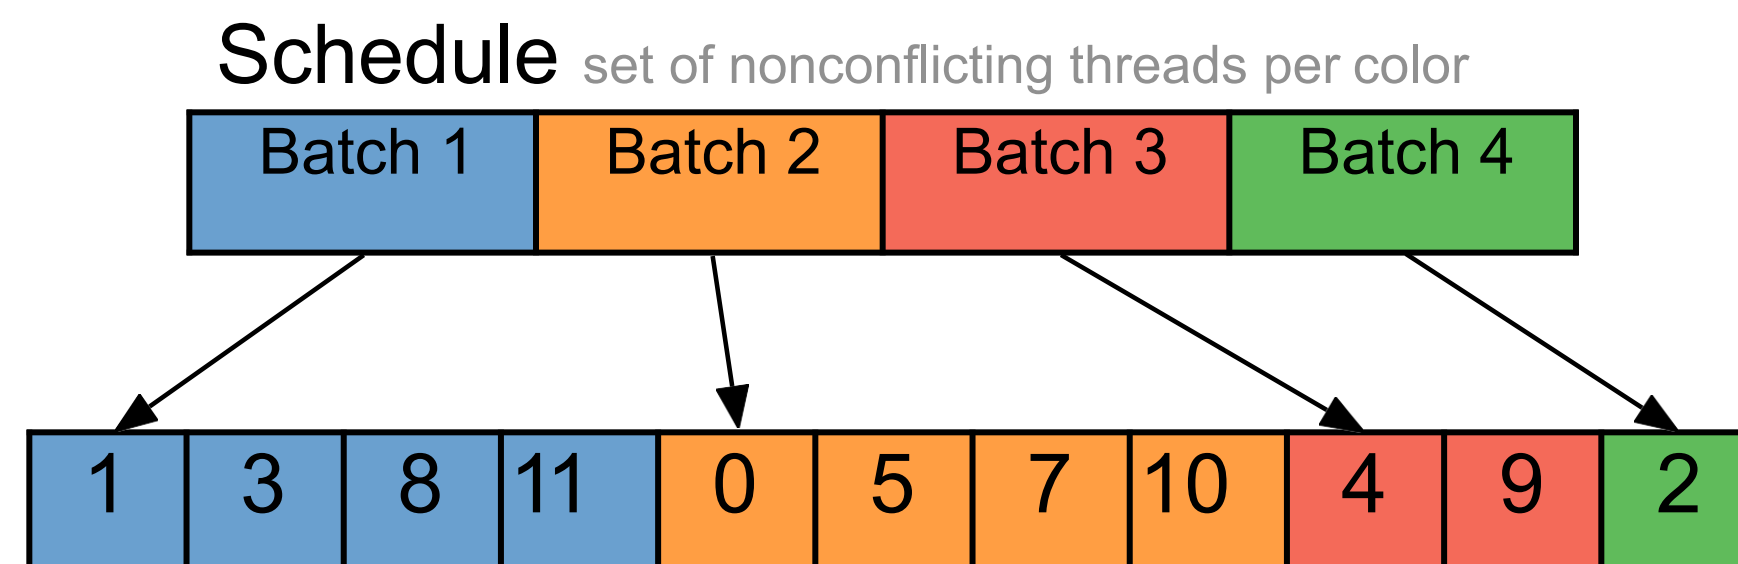 Schedule set of nonconflicting threads per color
Batch 1 Batch 2 Batch 3 Batch 4
1 3 8 11 0 5 7 10 4 9 2